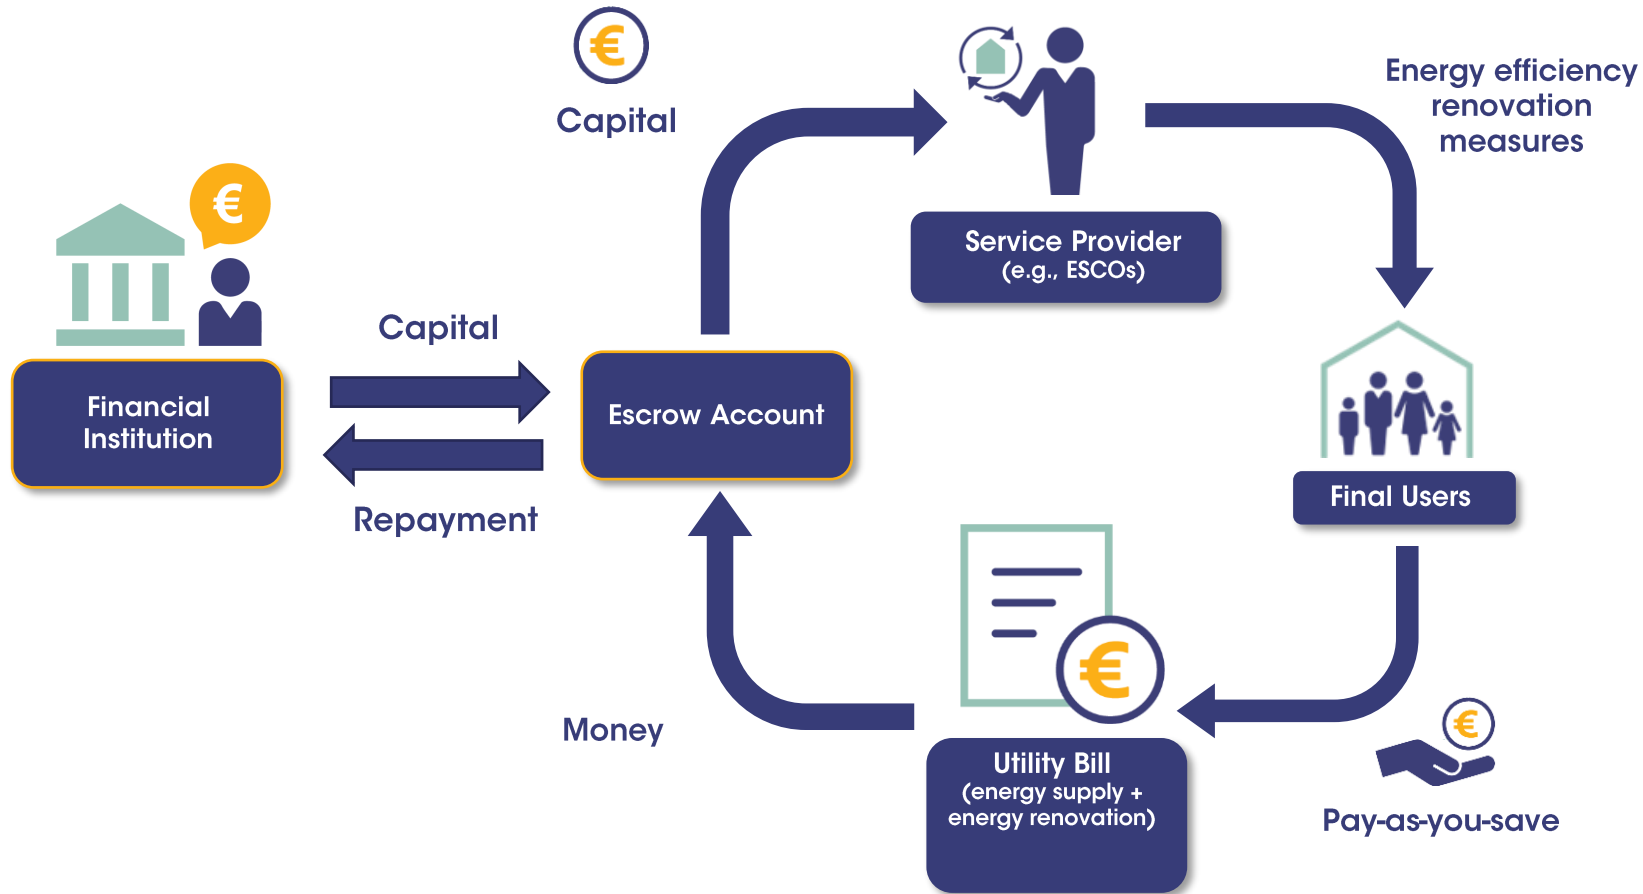 €
Capital
Energy efficiency
renovation
measures
€
Service Provider
(e.g., ESCOs)
Capital
Financial
Institution
Escrow Account
Repayment
Final Users
€
Money
Utility Bill
(energy supply +
energy renovation)
€
Pay-as-you-save